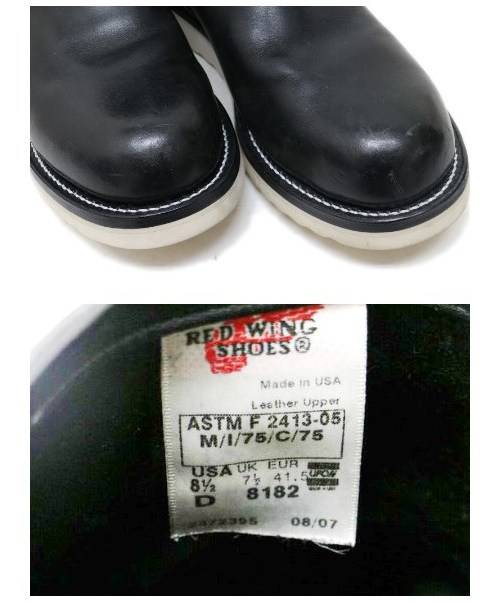 RED WING
SHOES®
Made in USA
Leather Upper
ASTM F 2413-05
M/I/75/C/75
USA UK EUR
8½ 7½ 41.5
D 8182
08/07